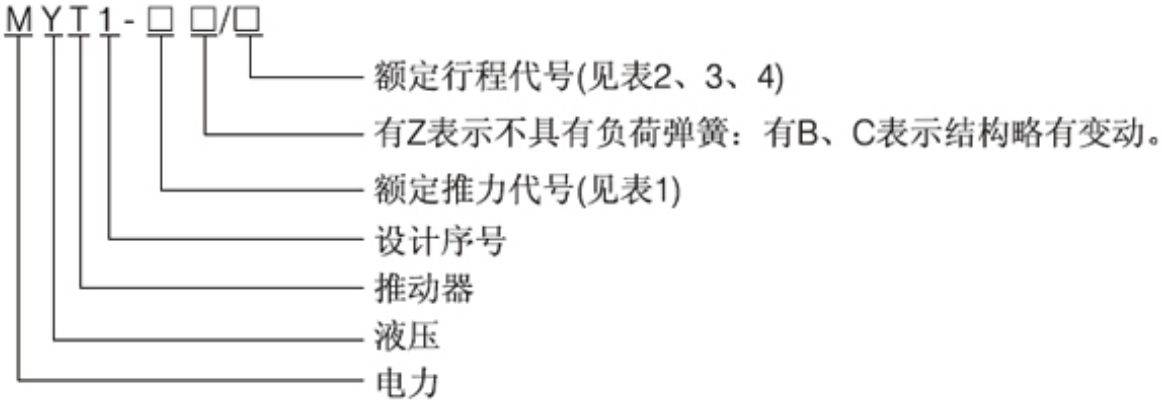 MYT1-□ □/□
额定行程代号(见表2、3、4)
有Z表示不具有负荷弹簧：有B、C表示结构略有变动。
额定推力代号(见表1)
设计序号
推动器
液压
电力